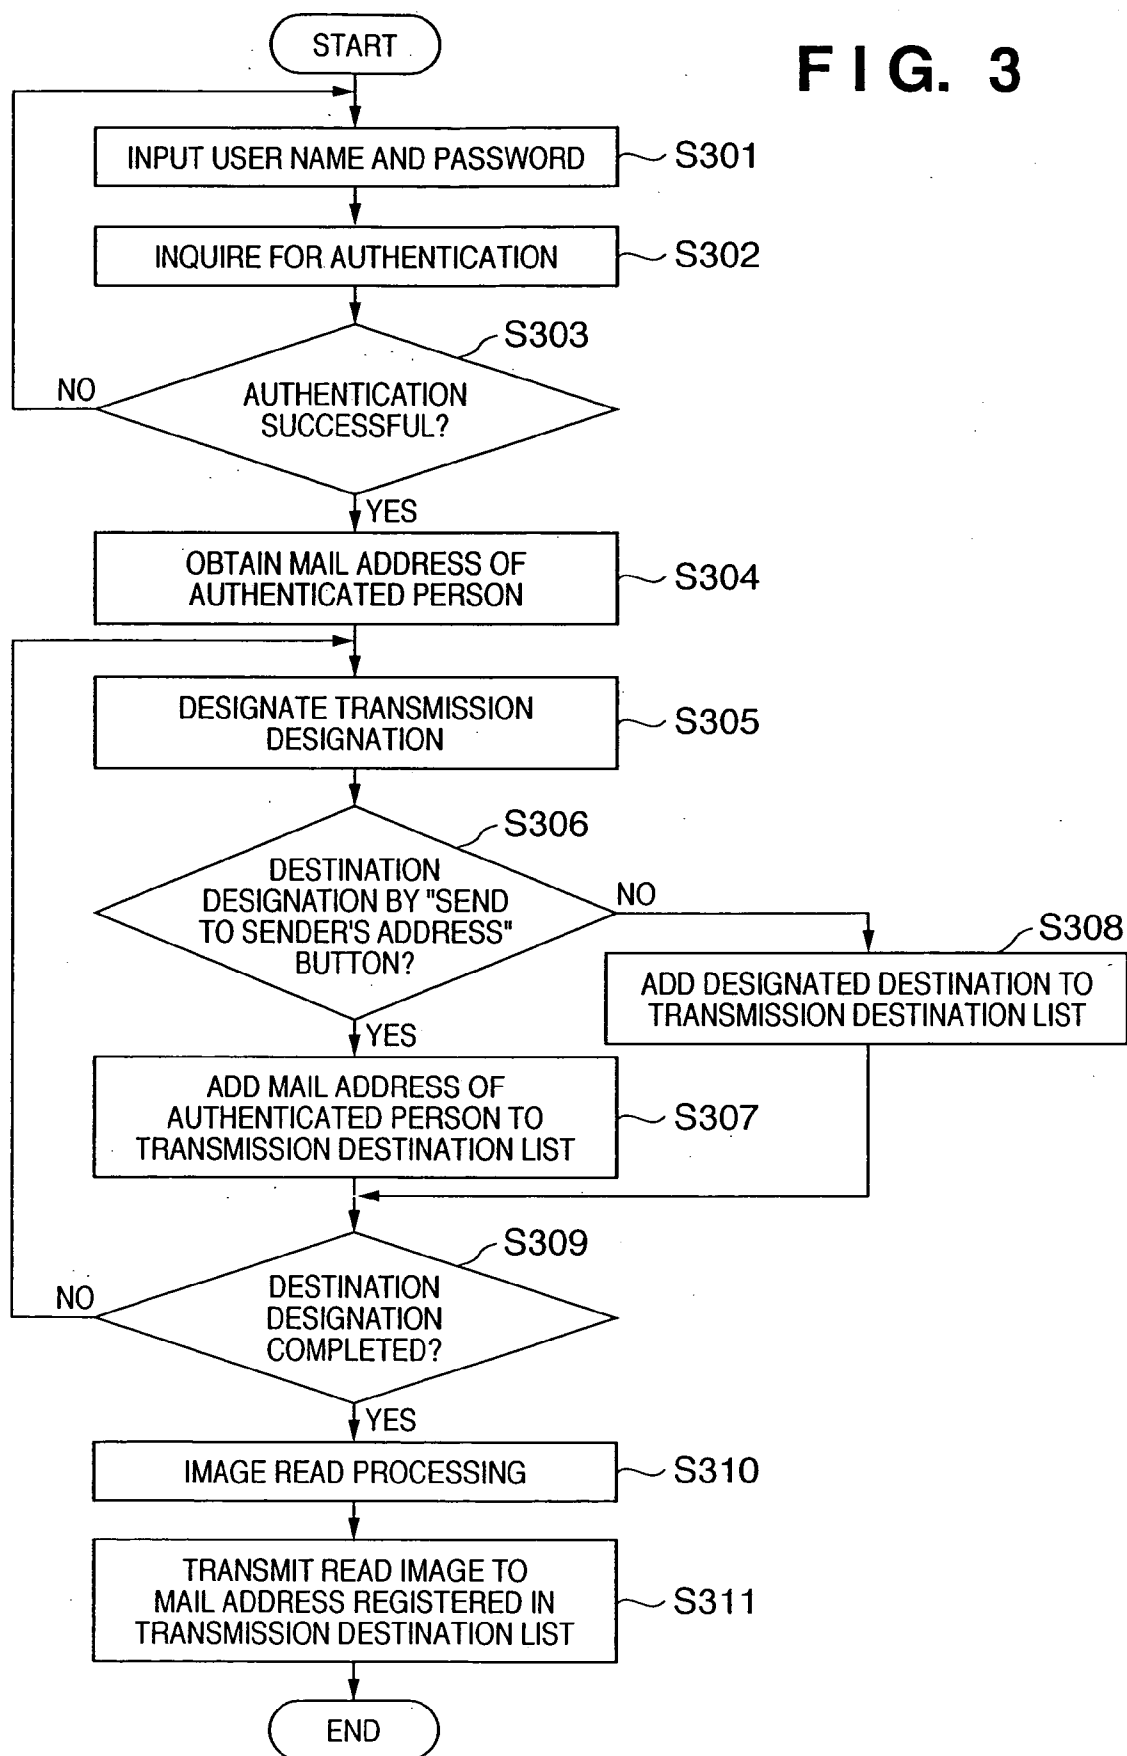 START
FIG. 3
INPUT USER NAME AND PASSWORD
S301
INQUIRE FOR AUTHENTICATION
S302
S303
NO
AUTHENTICATION
SUCCESSFUL?
YES
OBTAIN MAIL ADDRESS OF
AUTHENTICATED PERSON
S304
DESIGNATE TRANSMISSION
DESIGNATION
S305
S306
DESTINATION
DESIGNATION BY "SEND
TO SENDER'S ADDRESS"
BUTTON?
NO
S308
ADD DESIGNATED DESTINATION TO
TRANSMISSION DESTINATION LIST
YES
ADD MAIL ADDRESS OF
AUTHENTICATED PERSON TO
TRANSMISSION DESTINATION LIST
S307
S309
NO
DESTINATION
DESIGNATION
COMPLETED?
YES
IMAGE READ PROCESSING
S310
TRANSMIT READ IMAGE TO
MAIL ADDRESS REGISTERED IN
TRANSMISSION DESTINATION LIST
S311
END